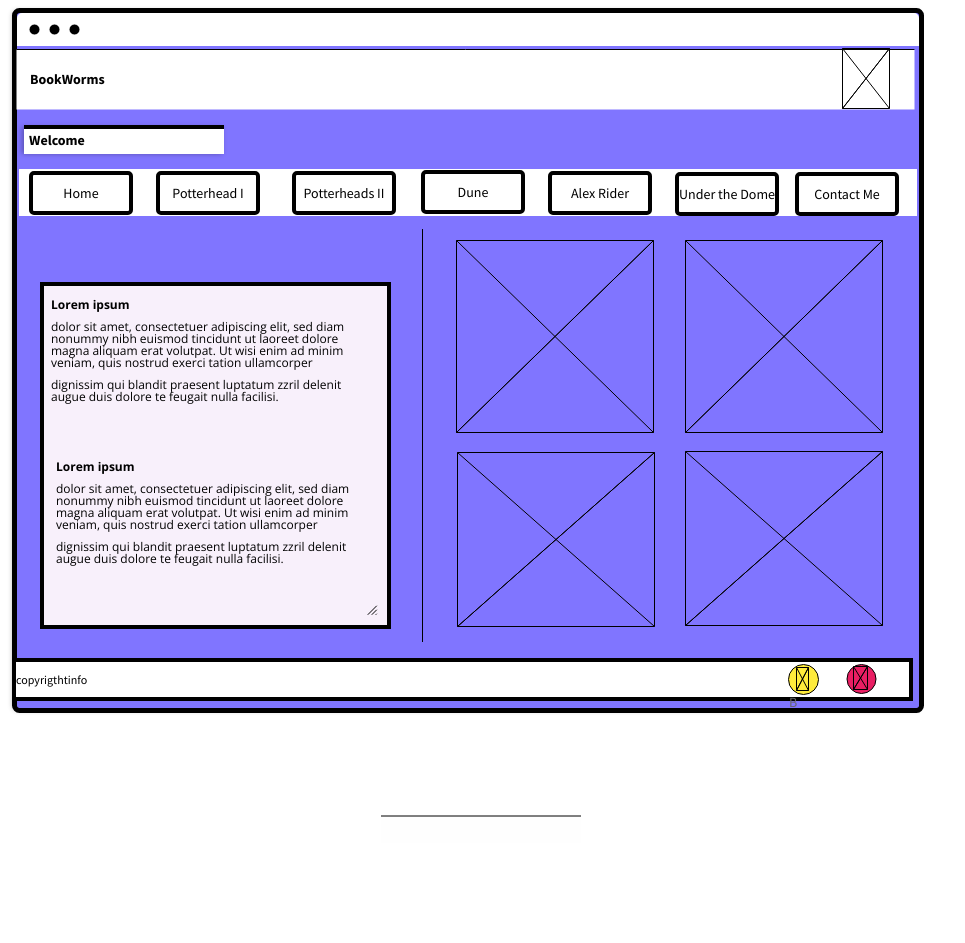 BookWorms
Welcome
Home Potterhead I Potterheads II Dune Alex Rider Under the Dome Contact Me
Lorem ipsum
dolor sit amet, consectetuer adipiscing elit, sed diam
nonummy nibh euismod tincidunt ut laoreet dolore
magna aliquam erat volutpat. Ut wisi enim ad minim
veniam, quis nostrud exerci tation ullamcorper
dignissim qui blandit praesent luptatum zzril delenit
augue duis dolore te feugait nulla facilisi.
Lorem ipsum
dolor sit amet, consectetuer adipiscing elit, sed diam
nonummy nibh euismod tincidunt ut laoreet dolore
magna aliquam erat volutpat. Ut wisi enim ad minim
veniam, quis nostrud exerci tation ullamcorper
dignissim qui blandit praesent luptatum zzril delenit
augue duis dolore te feugait nulla facilisi.
copyrigthtinfo